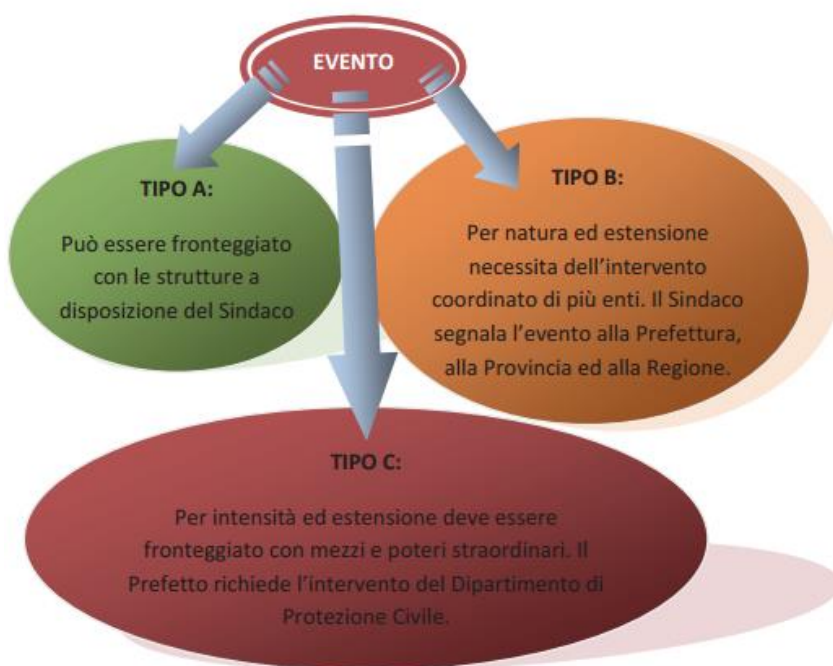 EVENTO
TIPO A:
Può essere fronteggiato
con le strutture a
disposizione del Sindaco
TIPO B:
Per natura ed estensione
necessita dell'intervento
coordinato di più enti. Il Sindaco
segnala l'evento alla Prefettura,
alla Provincia ed alla Regione.
TIPO C:
Per intensità ed estensione deve essere
fronteggiato con mezzi e poteri straordinari. Il
Prefetto richiede l'intervento del Dipartimento di
Protezione Civile.